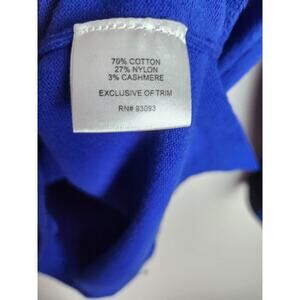 70% COTTON
27% NYLON
3% CASHMERE
EXCLUSIVE OF TRIM
RN# 93093